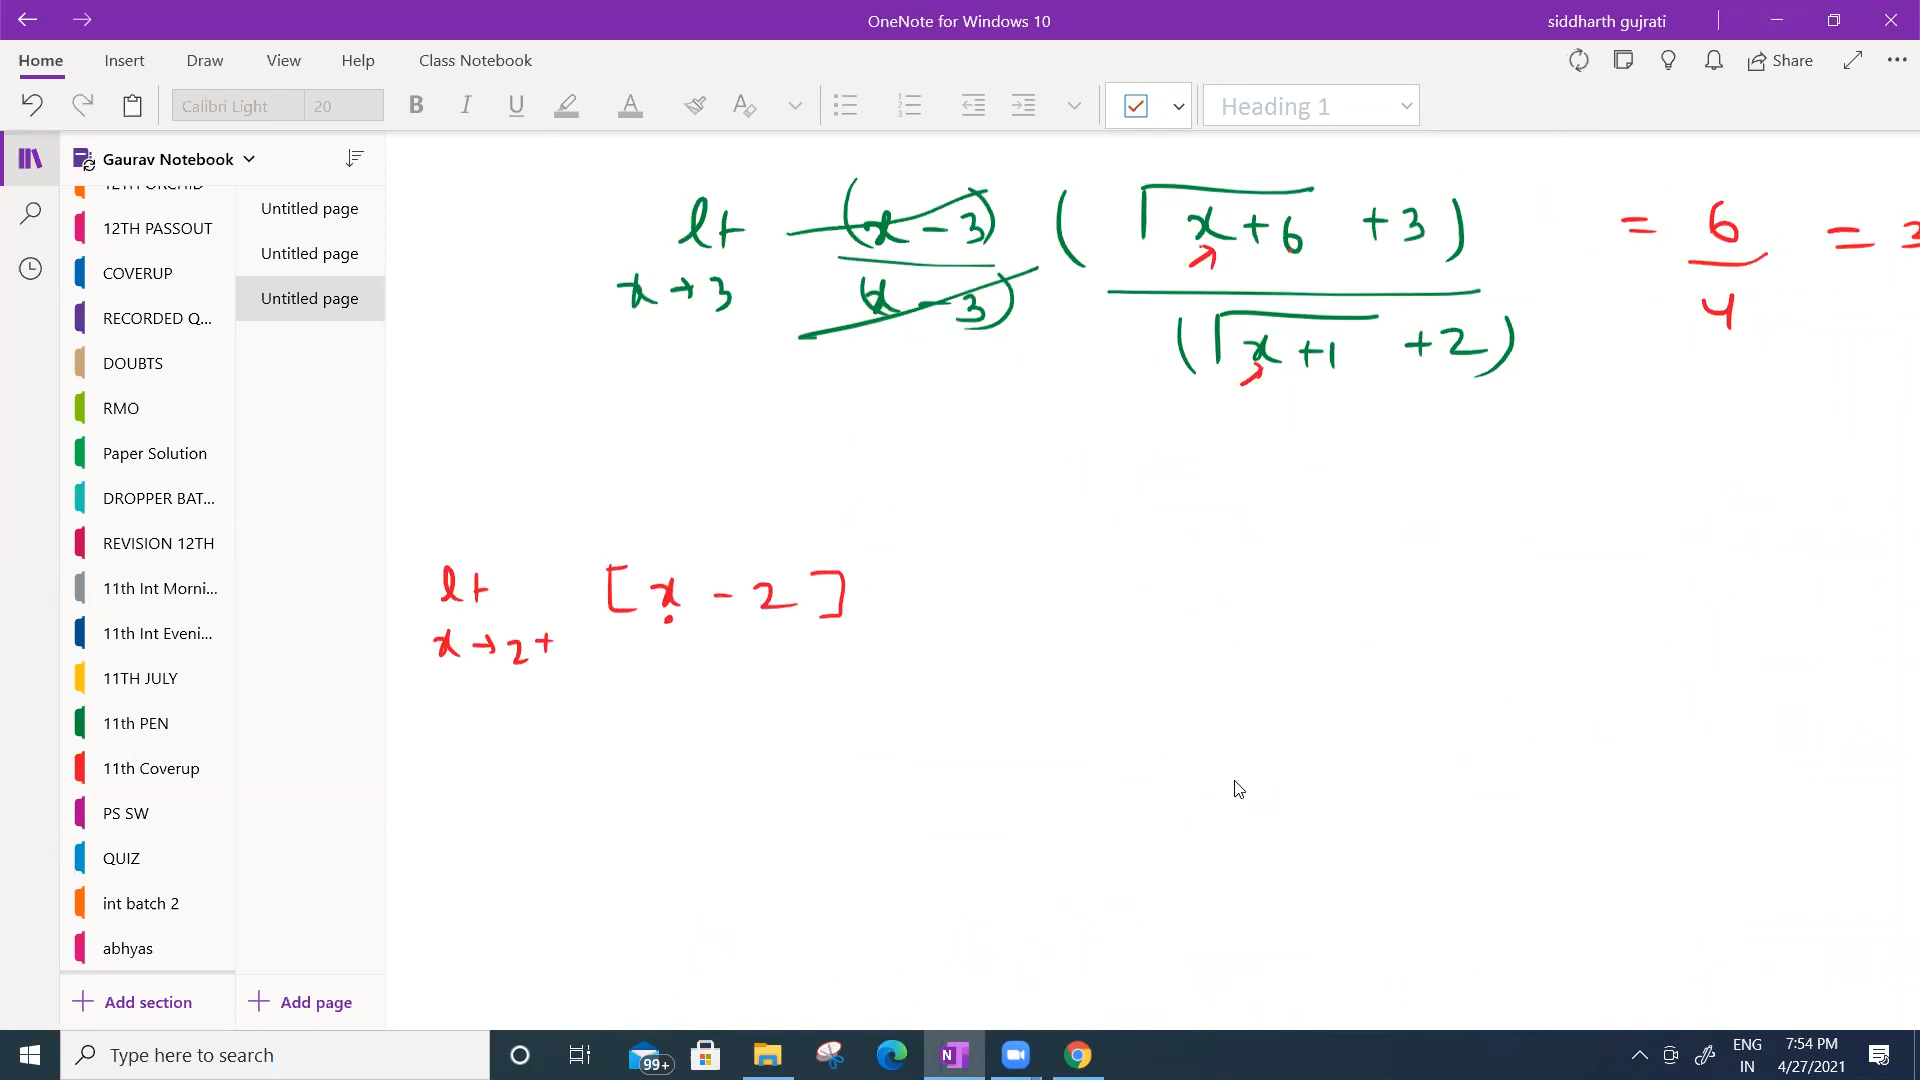 OneNote for Windows 10
siddharth gujrati
Home Insert Draw View Help Class Notebook
Share
Calibri Light 20 B I U A Heading 1
Gaurav Notebook
12TH PASSOUT
COVERUP
RECORDED Q...
DOUBTS
RMO
Paper Solution
DROPPER BAT...
REVISION 12TH
11th Int Morni...
11th Int Eveni...
11TH JULY
11th PEN
11th Coverup
PS SW
QUIZ
int batch 2
abhyas
Add section
Untitled page
Untitled page
Untitled page
Add page
lt (x - 3) ( √x+6 + 3 ) = 6 =
x → 3 (x - 3) ( √x+1 + 2 ) 4
lt [ x - 2 ]
x → 2 +
Type here to search
99+
ENG
IN
7:54 PM
4/27/2021